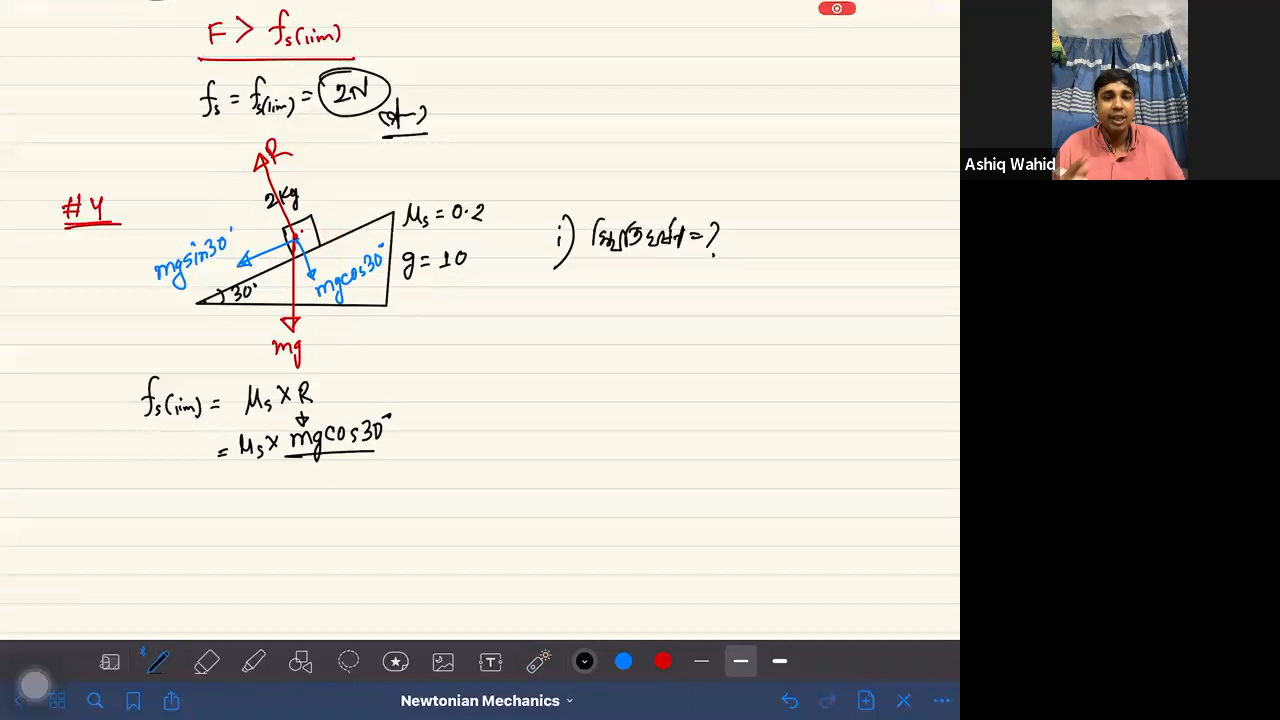 F > fs(lim)
fs = fs(lim) = 2N
#4
R
2kg
μs = 0.2
g = 10
mgsin30°
mgcos30°
30°
mg
i) স্থিতি ঘর্ষণ = ?
fs(lim) = μs × R
= μs × mgcos30°
Ashiq Wahid
Newtonian Mechanics